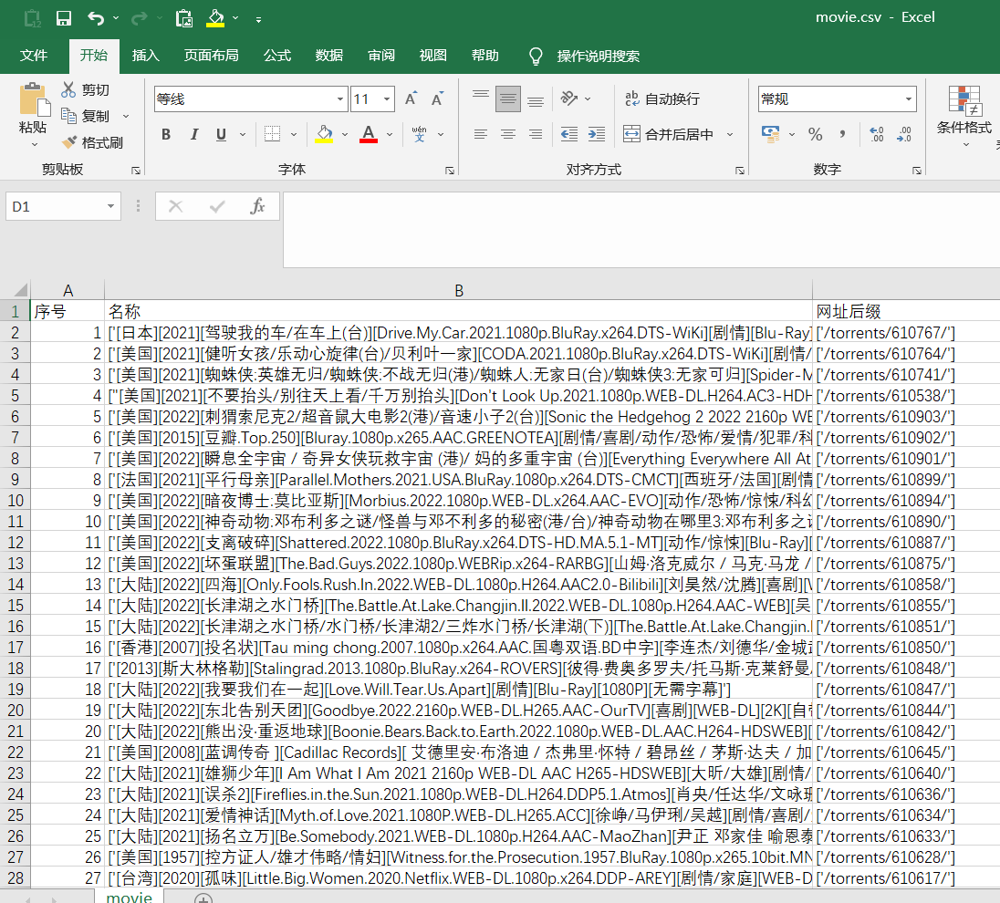 movie.csv - Excel
文件 开始 插入 页面布局 公式 数据 审阅 视图 帮助 操作说明搜索
粘贴 剪切 复制 格式刷 剪贴板
等线 11 B I U A wén 文 字体
ab 自动换行 合并后居中 对齐方式
常规 % 数字
条件格式
D1 fx
A B
1 序号 名称 网址后缀
2 1 ['[日本][2021][驾驶我的车/在车上(台)][Drive.My.Car.2021.1080p.BluRay.x264.DTS-WiKi][剧情][Blu-Ray] ['/torrents/610767/']
3 2 ['[美国][2021][健听女孩/乐动心旋律(台)/贝利叶一家][CODA.2021.1080p.BluRay.x264.DTS-WiKi][剧情/ ['/torrents/610764/']
4 3 ['[美国][2021][蜘蛛侠:英雄无归/蜘蛛侠:不战无归(港)/蜘蛛人:无家日(台)/蜘蛛侠3:无家可归][Spider-M ['/torrents/610741/']
5 4 ["[美国][2021][不要抬头/别往天上看/千万别抬头][Don't Look Up.2021.1080p.WEB-DL.H264.AC3-HDH ['/torrents/610538/']
6 5 ['[美国][2022][刺猬索尼克2/超音鼠大电影2(港)/音速小子2(台)][Sonic the Hedgehog 2 2022 2160p WE ['/torrents/610903/']
7 6 ['[美国][2015][豆瓣.Top.250][Bluray.1080p.x265.AAC.GREENOTEA][剧情/喜剧/动作/恐怖/爱情/犯罪/科 ['/torrents/610902/']
8 7 ['[美国][2022][瞬息全宇宙 / 奇异女侠玩救宇宙 (港)/ 妈的多重宇宙 (台)][Everything Everywhere All At ['/torrents/610901/']
9 8 ['[法国][2021][平行母亲][Parallel.Mothers.2021.USA.BluRay.1080p.x264.DTS-CMCT][西班牙/法国][剧情 ['/torrents/610899/']
10 9 ['[美国][2022][暗夜博士:莫比亚斯][Morbius.2022.1080p.WEB-DL.x264.AAC-EVO][动作/恐怖/惊悚/科幻 ['/torrents/610894/']
11 10 ['[美国][2022][神奇动物:邓布利多之谜/怪兽与邓不利多的秘密(港/台)/神奇动物在哪里3:邓布利多之谜 ['/torrents/610890/']
12 11 ['[美国][2022][支离破碎][Shattered.2022.1080p.BluRay.x264.DTS-HD.MA.5.1-MT][动作/惊悚][Blu-Ray][ ['/torrents/610887/']
13 12 ['[美国][2022][坏蛋联盟][The.Bad.Guys.2022.1080p.WEBRip.x264-RARBG][山姆·洛克威尔 / 马克·马龙 / ['/torrents/610875/']
14 13 ['[大陆][2022][四海][Only.Fools.Rush.In.2022.WEB-DL.1080p.H264.AAC2.0-Bilibili][刘昊然/沈腾][喜剧][W ['/torrents/610858/']
15 14 ['[大陆][2022][长津湖之水门桥][The.Battle.At.Lake.Changjin.II.2022.WEB-DL.1080p.H264.AAC-WEB][吴 ['/torrents/610855/']
16 15 ['[大陆][2022][长津湖之水门桥/水门桥/长津湖2/三炸水门桥/长津湖(下)][The.Battle.At.Lake.Changjin.I ['/torrents/610851/']
17 16 ['[香港][2007][投名状][Tau ming chong.2007.1080p.x264.AAC.国粤双语.BD中字][李连杰/刘德华/金城武 ['/torrents/610850/']
18 17 ['[2013][斯大林格勒][Stalingrad.2013.1080p.BluRay.x264-ROVERS][彼得·费奥多罗夫/托马斯·克莱舒曼/ ['/torrents/610848/']
19 18 ['[大陆][2022][我要我们在一起][Love.Will.Tear.Us.Apart][剧情][Blu-Ray][1080P][无需字幕]'] ['/torrents/610847/']
20 19 ['[大陆][2022][东北告别天团][Goodbye.2022.2160p.WEB-DL.H265.AAC-OurTV][喜剧][WEB-DL][2K][自带 ['/torrents/610844/']
21 20 ['[大陆][2022][熊出没·重返地球][Boonie.Bears.Back.to.Earth.2022.1080p.WEB-DL.AAC.H264-HDSWEB][ ['/torrents/610842/']
22 21 ['[美国][2008][蓝调传奇 ][Cadillac Records][ 艾德里安·布洛迪 / 杰弗里·怀特 / 碧昂丝 / 茅斯·达夫 / 加 ['/torrents/610645/']
23 22 ['[大陆][2021][雄狮少年][I Am What I Am 2021 2160p WEB-DL AAC H265-HDSWEB][大昕/大雄][剧情/ ['/torrents/610640/']
24 23 ['[大陆][2021][误杀2][Fireflies.in.the.Sun.2021.1080p.WEB-DL.H264.DDP5.1.Atmos][肖央/任达华/文咏珊 ['/torrents/610636/']
25 24 ['[大陆][2021][爱情神话][Myth.of.Love.2021.1080P.WEB-DL.H265.ACC][徐峥/马伊琍/吴越][剧情/喜剧/ ['/torrents/610634/']
26 25 ['[大陆][2021][扬名立万][Be.Somebody.2021.WEB-DL.1080p.H264.AAC-MaoZhan][尹正 邓家佳 喻恩泰 ['/torrents/610633/']
27 26 ['[美国][1957][控方证人/雄才伟略/情妇][Witness.for.the.Prosecution.1957.BluRay.1080p.x265.10bit.MN ['/torrents/610628/']
28 27 ['[台湾][2020][孤味][Little.Big.Women.2020.Netflix.WEB-DL.1080p.x264.DDP-AREY][剧情/家庭][WEB-D ['/torrents/610617/']
movie